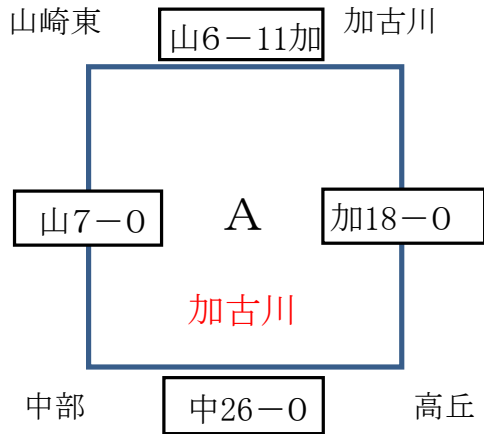 山崎東
山6－11加
加古川
山7－0
A
加18－0
加古川
中部
中26－0
高丘